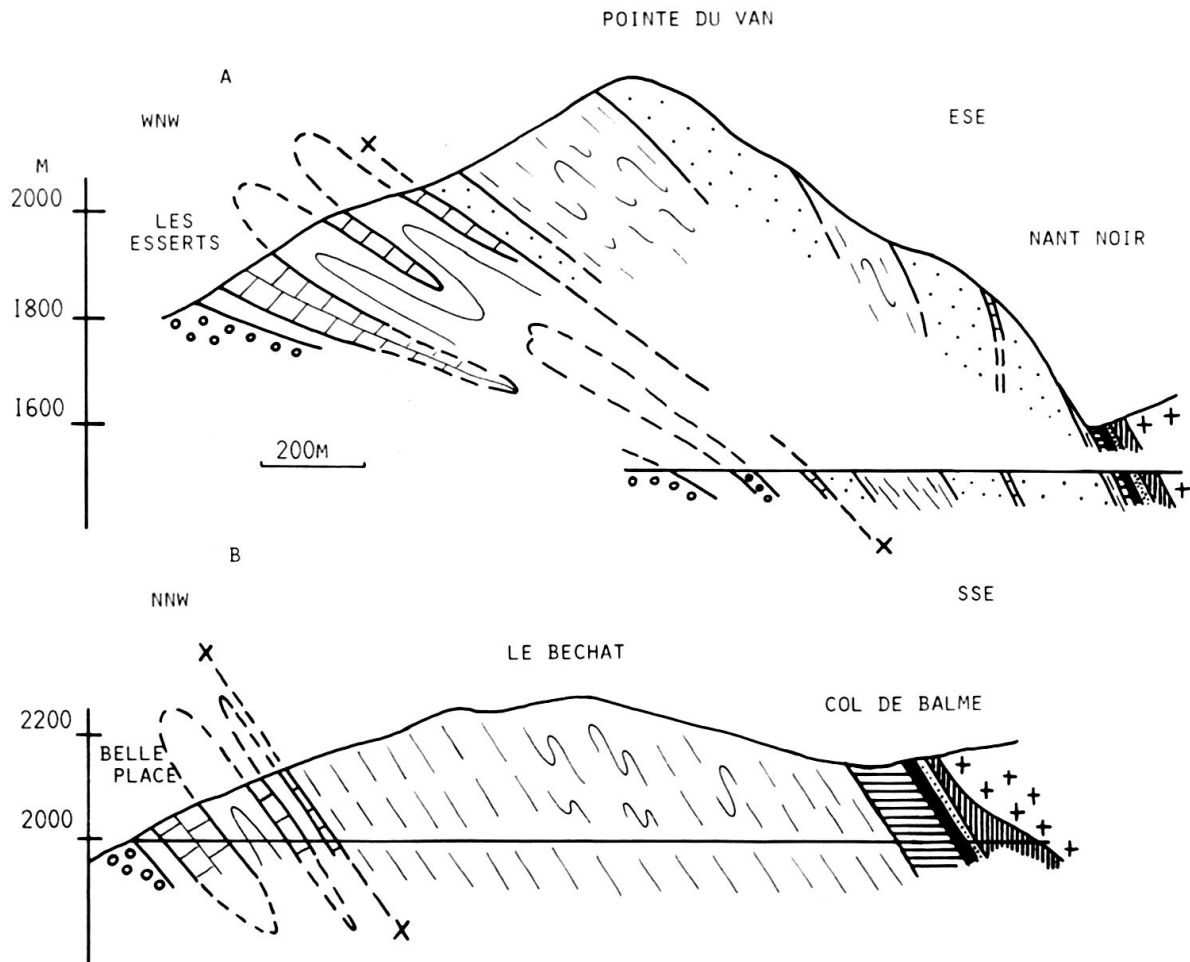 POINTE DU VAN
A
WNW
ESE
M
2000
LES
ESSERTS
NANT NOIR
1800
1600
200M
B
NNW
SSE
LE BECHAT
COL DE BALME
2200
BELLE
PLACE
2000